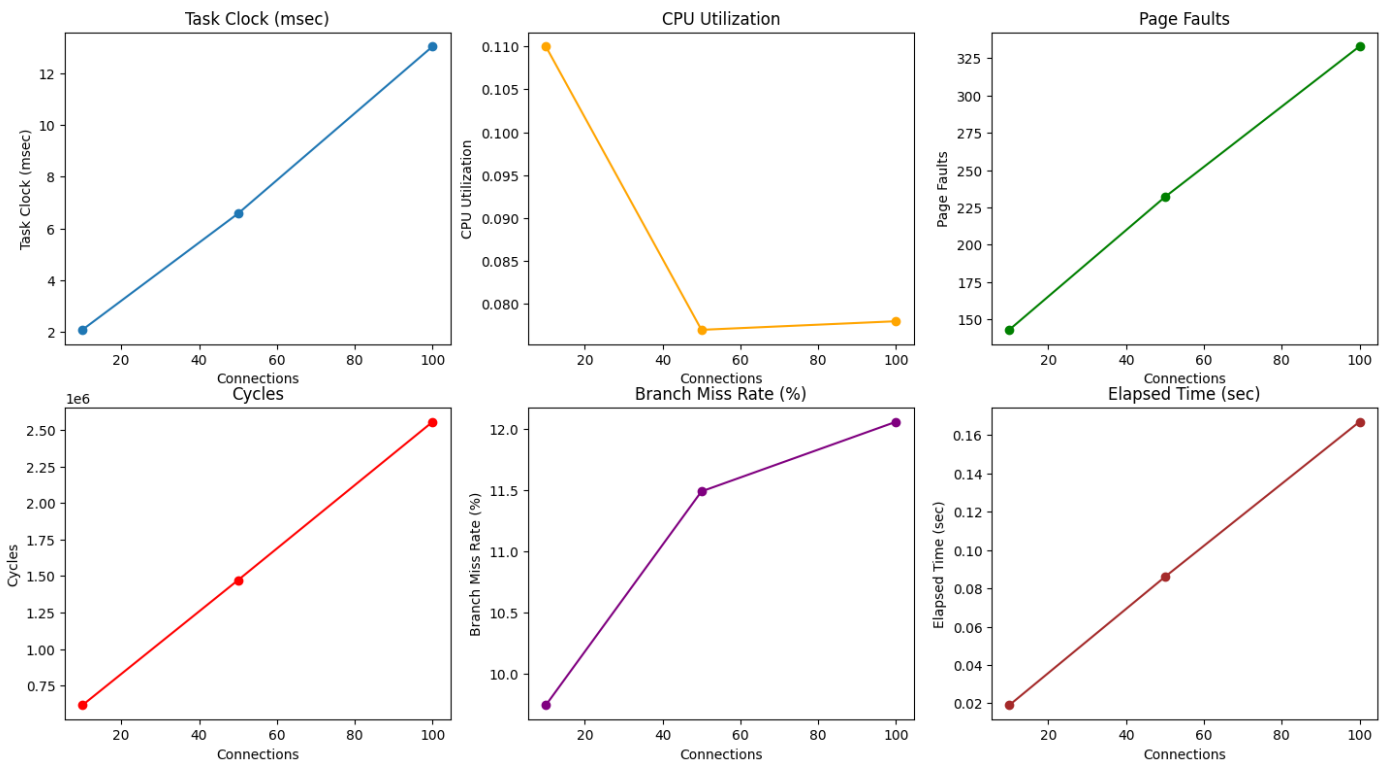 Task Clock (msec)
Task Clock (msec)
12
10
8
6
4
2
20 40 60 80 100
Connections
CPU Utilization
CPU Utilization
0.110
0.105
0.100
0.095
0.090
0.085
0.080
20 40 60 80 100
Connections
Page Faults
Page Faults
325
300
275
250
225
200
175
150
20 40 60 80 100
Connections
Cycles
1e6
Cycles
2.50
2.25
2.00
1.75
1.50
1.25
1.00
0.75
20 40 60 80 100
Connections
Branch Miss Rate (%)
Branch Miss Rate (%)
12.0
11.5
11.0
10.5
10.0
20 40 60 80 100
Connections
Elapsed Time (sec)
Elapsed Time (sec)
0.16
0.14
0.12
0.10
0.08
0.06
0.04
0.02
20 40 60 80 100
Connections